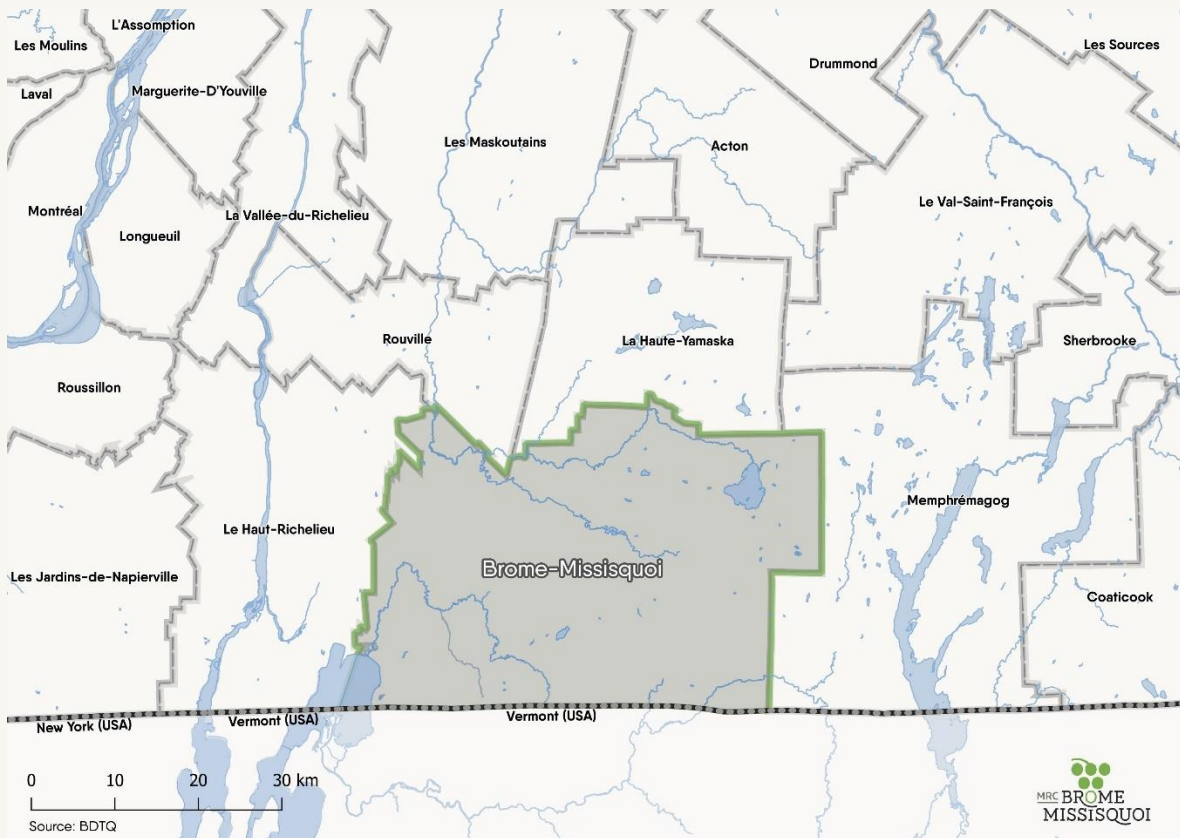 L'Assomption
Les Moulins
Les Sources
Drummond
Laval
Marguerite-D'Youville
Les Maskoutains
Acton
Le Val-Saint-François
Montréal
La Vallée-du-Richelieu
Longueuil
Rouville
La Haute-Yamaska
Sherbrooke
Roussillon
Memphrémagog
Le Haut-Richelieu
Brome-Missisquoi
Les Jardins-de-Napierville
Coaticook
New York (USA)
Vermont (USA)
Vermont (USA)
0 10 20 30 km
Source: BDTQ
MRC BROME
MISSISQUOI